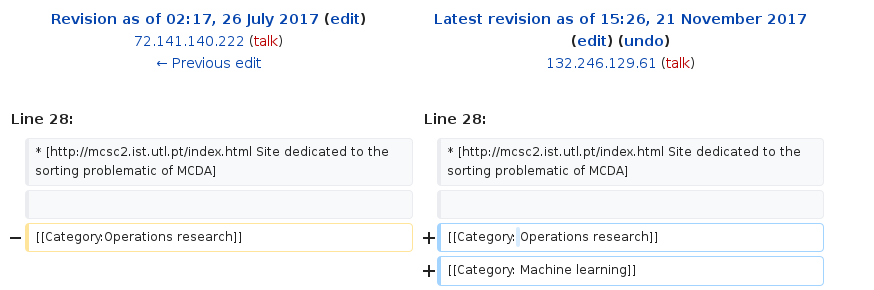 Revision as of 02:17, 26 July 2017 (edit)
72.141.140.222 (talk)
← Previous edit
Latest revision as of 15:26, 21 November 2017
(edit) (undo)
132.246.129.61 (talk)
Line 28:
Line 28:
* [http://mcsc2.ist.utl.pt/index.html Site dedicated to the
sorting problematic of MCDA]
* [http://mcsc2.ist.utl.pt/index.html Site dedicated to the
sorting problematic of MCDA]
− [[Category:Operations research]]
+ [[Category: Operations research]]
+ [[Category: Machine learning]]